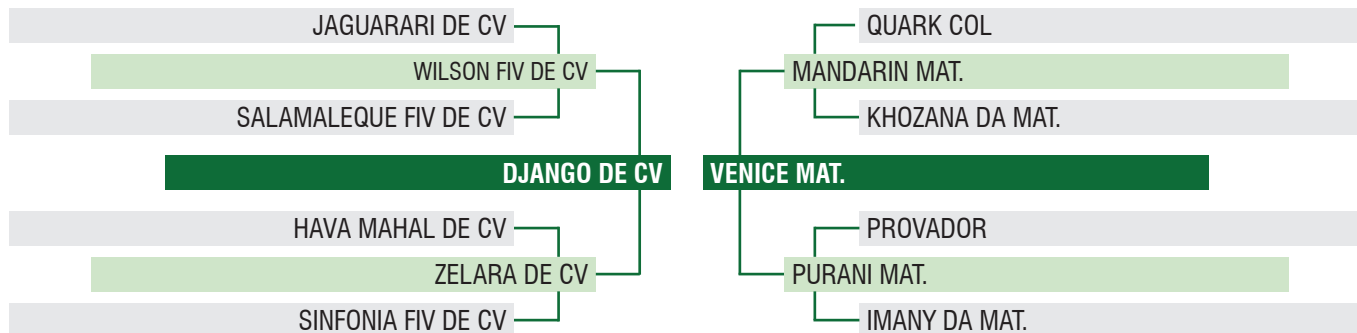 JAGUARARI DE CV
WILSON FIV DE CV
SALAMALEQUE FIV DE CV
DJANGO DE CV
HAVA MAHAL DE CV
ZELARA DE CV
SINFONIA FIV DE CV
QUARK COL
MANDARIN MAT.
KHOZANA DA MAT.
VENICE MAT.
PROVADOR
PURANI MAT.
IMANY DA MAT.